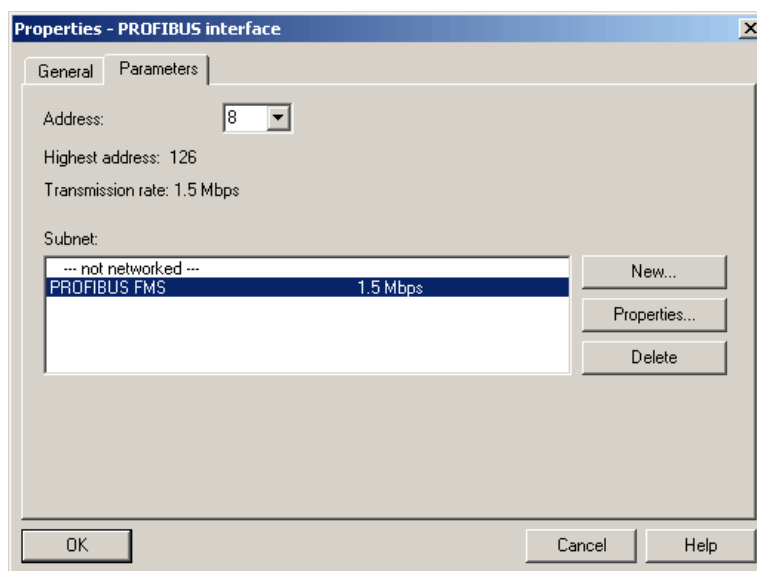 Properties - PROFIBUS interface
General Parameters
Address: 8
Highest address: 126
Transmission rate: 1.5 Mbps
Subnet:
--- not networked ---
PROFIBUS FMS 1.5 Mbps
New...
Properties...
Delete
OK Cancel Help